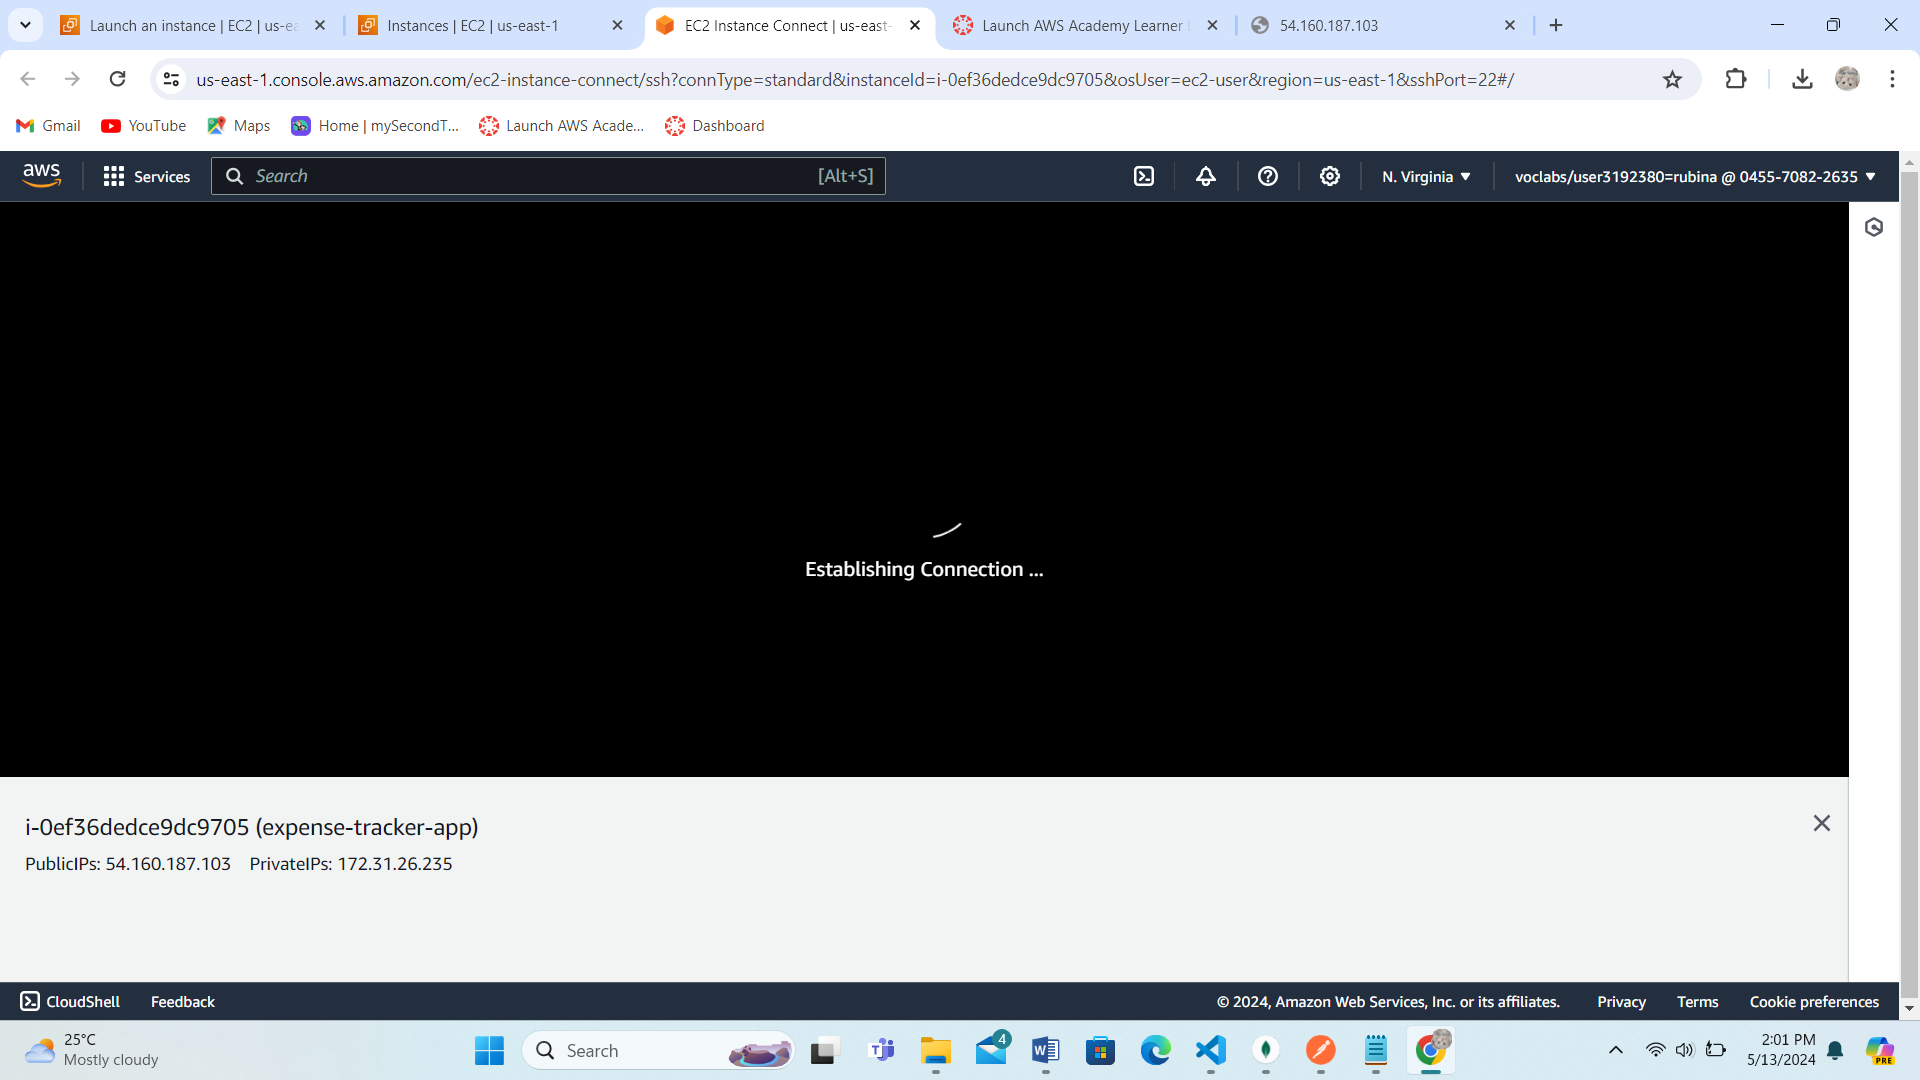 Launch an instance | EC2 | us-ea
Instances | EC2 | us-east-1
EC2 Instance Connect | us-east-
Launch AWS Academy Learner L
54.160.187.103
us-east-1.console.aws.amazon.com/ec2-instance-connect/ssh?connType=standard&instanceId=i-0ef36dedce9dc9705&osUser=ec2-user&region=us-east-1&sshPort=22#/
Gmail
YouTube
Maps
Home | mySecondT...
Launch AWS Acade...
Dashboard
aws
Services
Search
[Alt+S]
N. Virginia
voclabs/user3192380=rubina @ 0455-7082-2635
Establishing Connection ...
i-0ef36dedce9dc9705 (expense-tracker-app)
PublicIPs: 54.160.187.103 PrivateIPs: 172.31.26.235
CloudShell
Feedback
© 2024, Amazon Web Services, Inc. or its affiliates.
Privacy
Terms
Cookie preferences
25°C
Mostly cloudy
Search
4
2:01 PM
5/13/2024
PRE